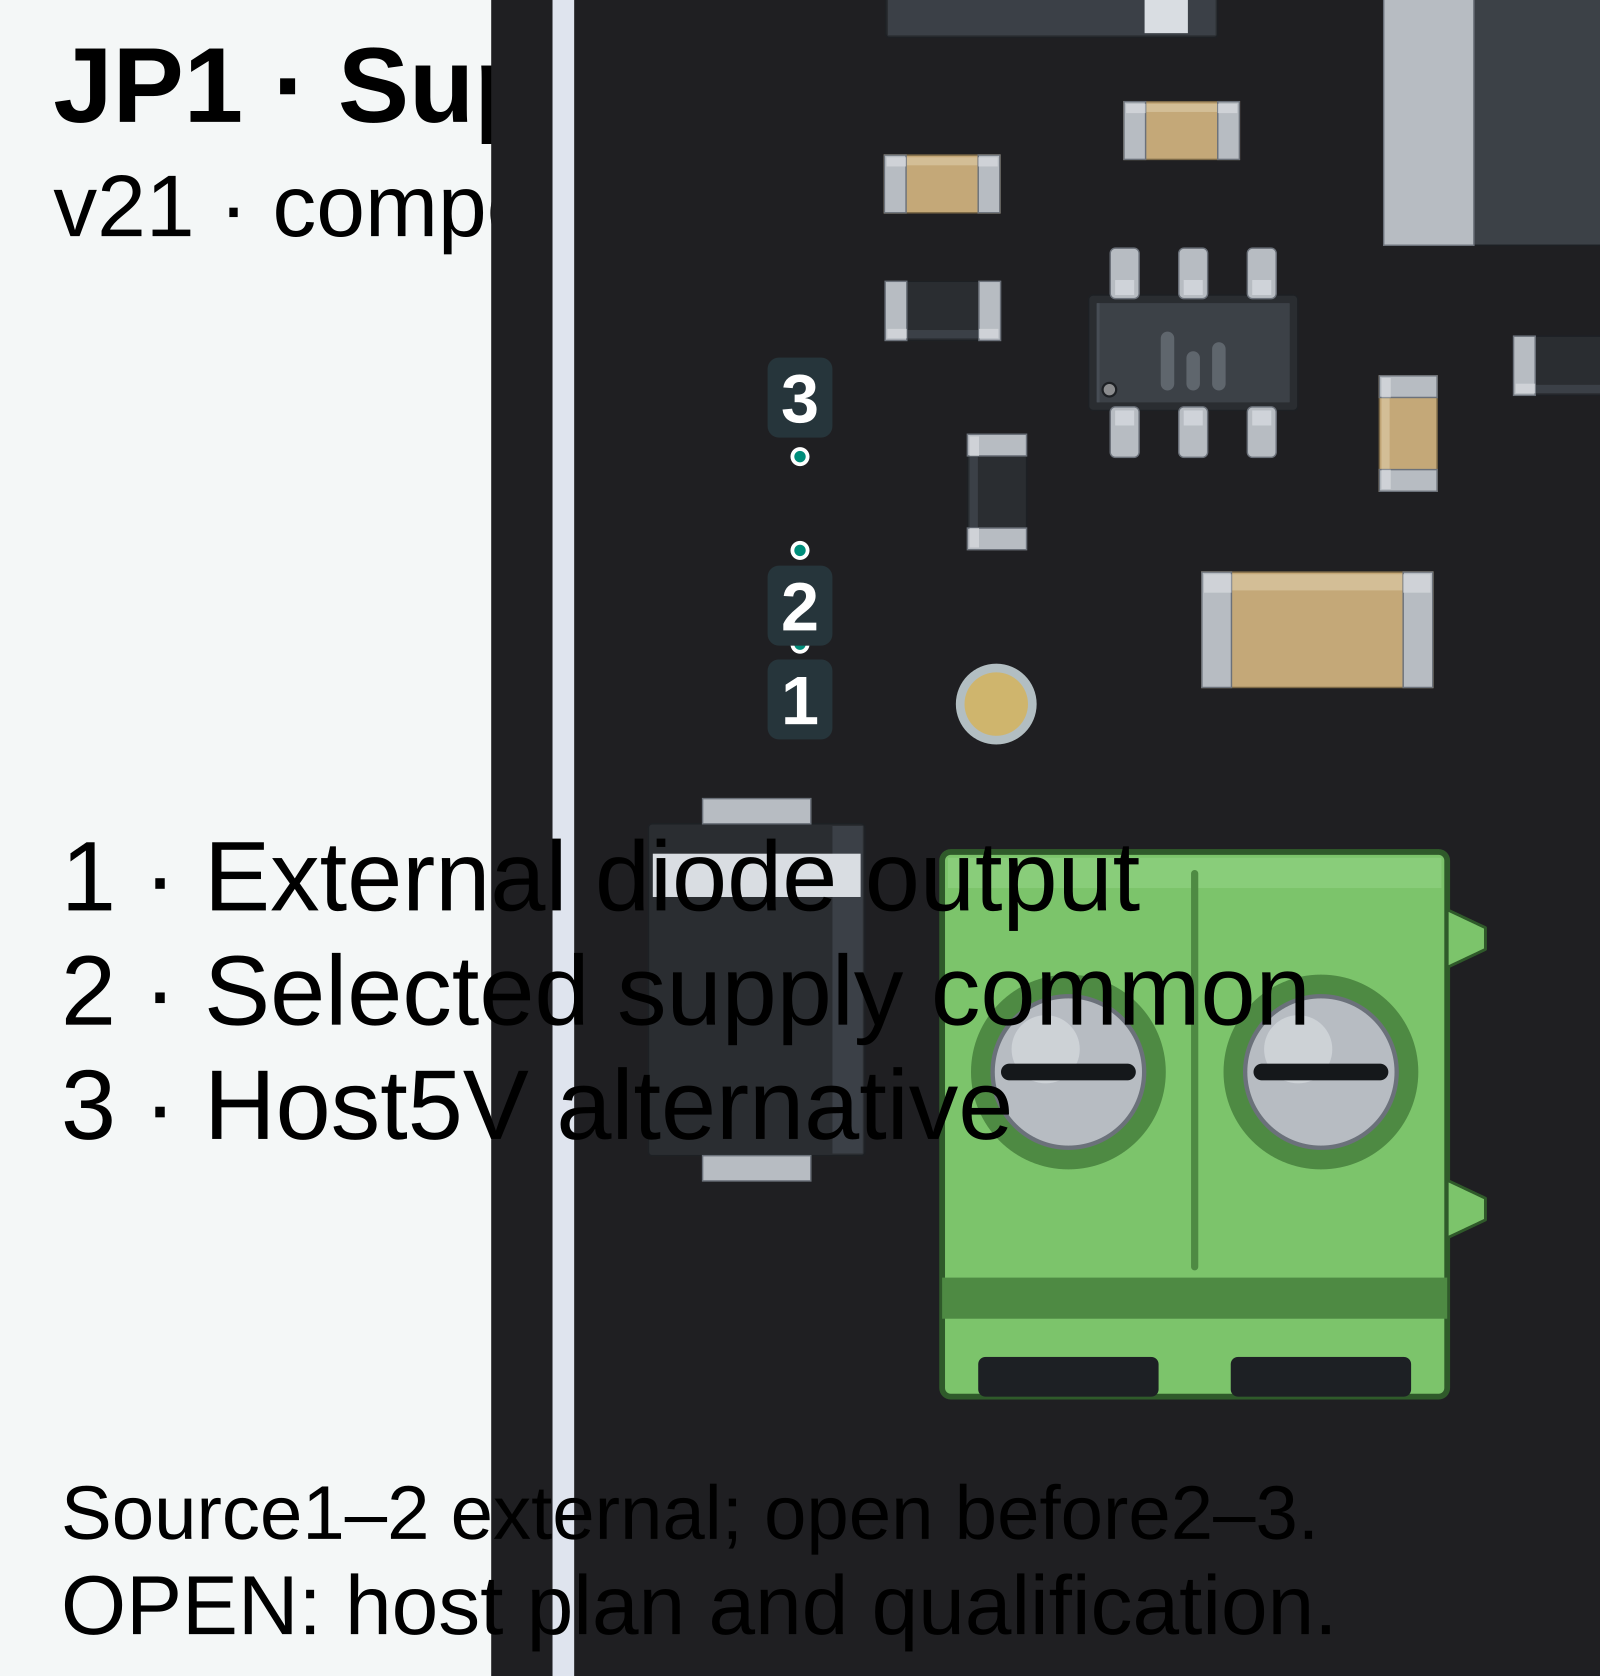 JP1 · Sup
v21 · comp
3
2
1
1 · External diode output
2 · Selected supply common
3 · Host5V alternative
Source1–2 external; open before2–3.
OPEN: host plan and qualification.